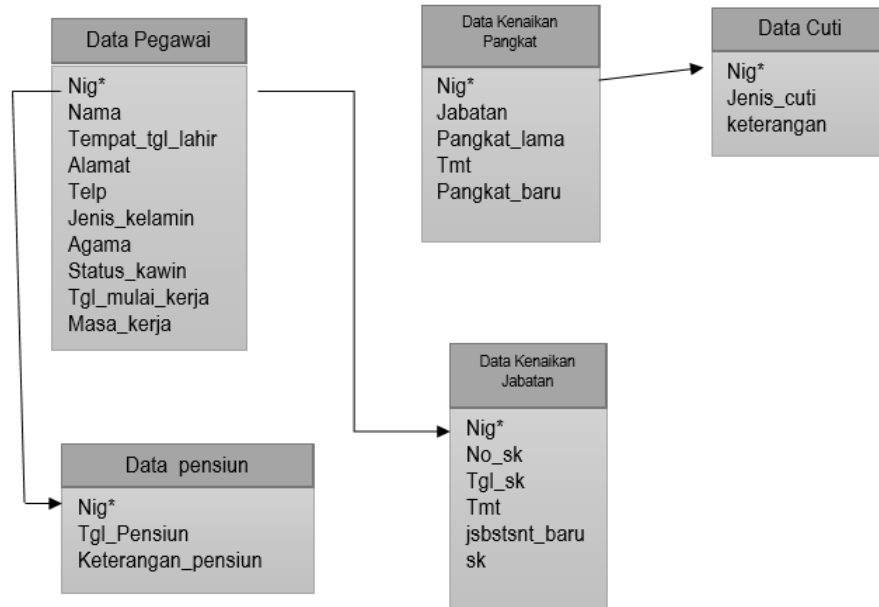 Data Pegawai
Nig*
Nama
Tempat_tgl_lahir
Alamat
Telp
Jenis_kelamin
Agama
Status_kawin
Tgl_mulai_kerja
Masa_kerja
Data Kenaikan
Pangkat
Nig*
Jabatan
Pangkat_lama
Tmt
Pangkat_baru
Data Cuti
Nig*
Jenis_cuti
keterangan
Data pensiun
Nig*
Tgl_Pensiun
Keterangan_pensiun
Data Kenaikan
Jabatan
Nig*
No_sk
Tgl_sk
Tmt
jsbstsnt_baru
sk